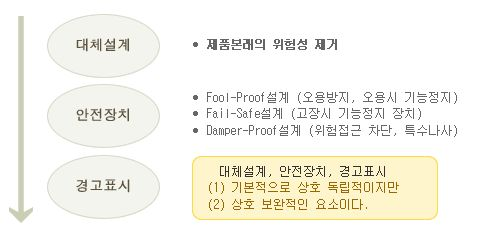 대체설계
• 제품본래의 위험성 제거
안전장치
• Fool-Proof설계 (오용방지, 오용시 기능정지)
• Fail-Safe설계 (고장시 기능정지 장치)
• Damper-Proof설계 (위험접근 차단, 특수나사)
경고표시
대체설계, 안전장치, 경고표시
(1) 기본적으로 상호 독립적이지만
(2) 상호 보완적인 요소이다.